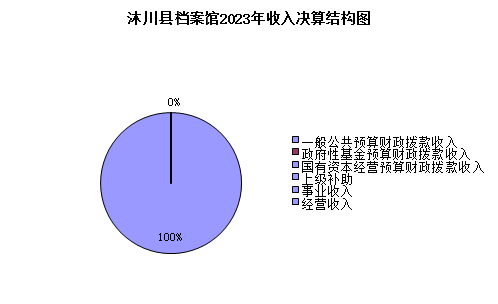 沐川县档案馆2023年收入决算结构图
0%
100%
一般公共预算财政拨款收入
政府性基金预算财政拨款收入
国有资本经营预算财政拨款收入
上级补助
事业收入
经营收入